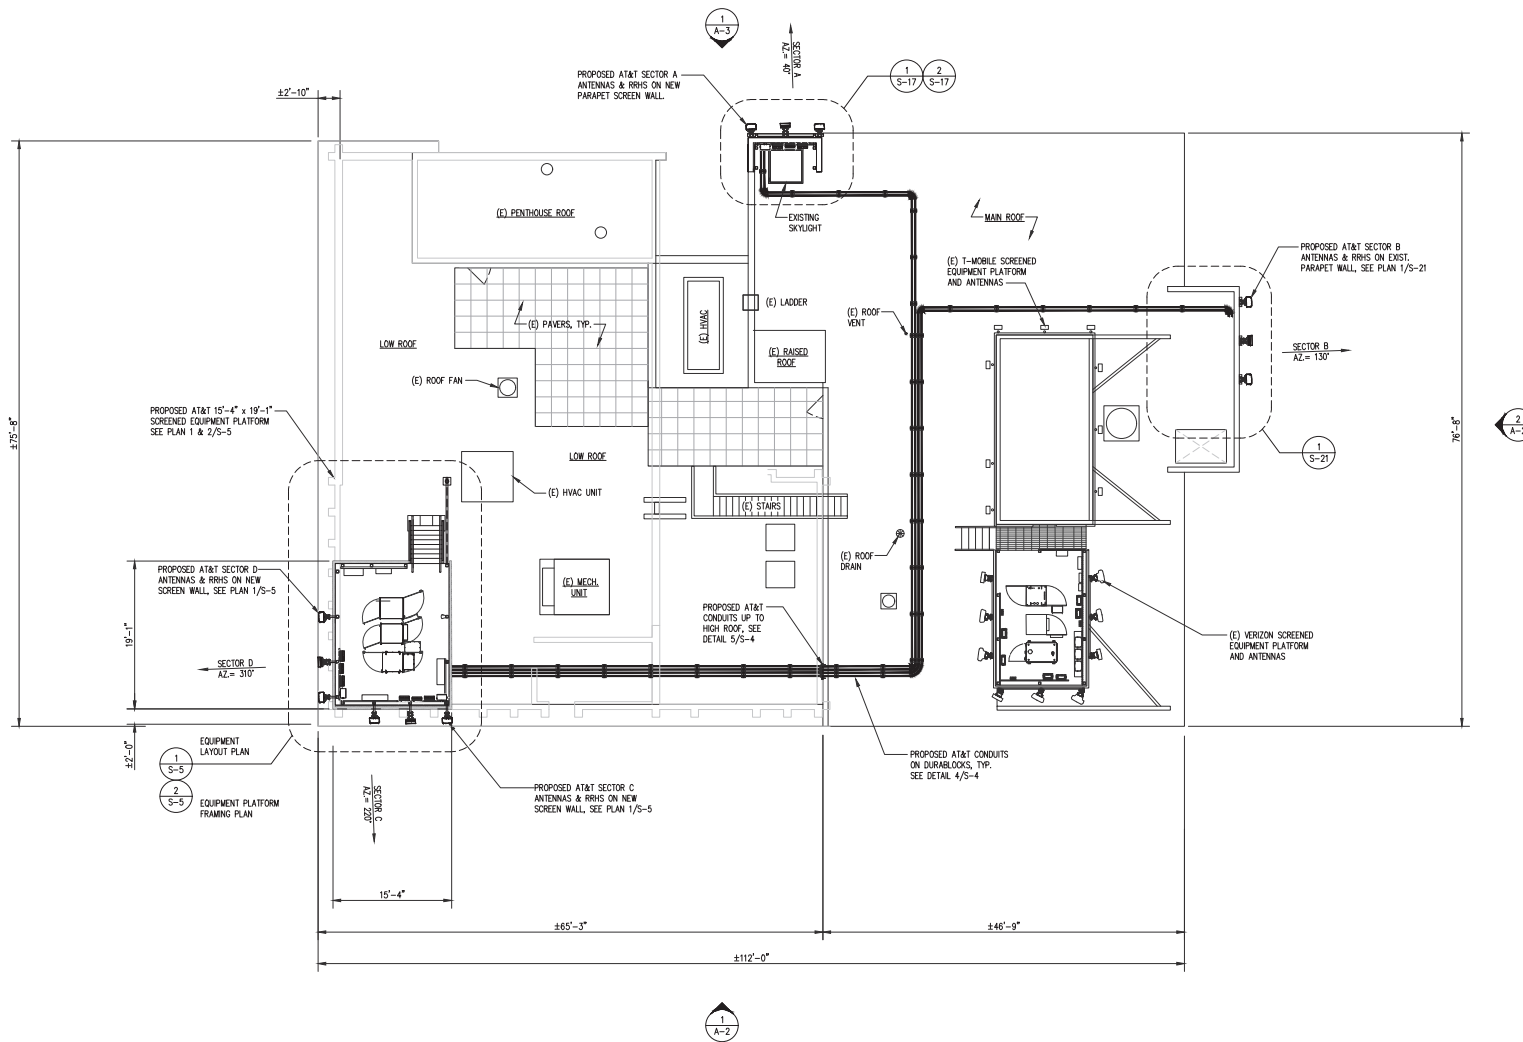 1
A-3
SECTOR A
AZ.= 40°
PROPOSED AT&T SECTOR A
ANTENNAS & RRHS ON NEW
PARAPET SCREEN WALL.
1
S-17
2
S-17
±2'-10"
(E) PENTHOUSE ROOF
EXISTING
SKYLIGHT
MAIN ROOF
PROPOSED AT&T SECTOR B
ANTENNAS & RRHS ON EXIST.
PARAPET WALL, SEE PLAN 1/S-21
(E) T-MOBILE SCREENED
EQUIPMENT PLATFORM
AND ANTENNAS
(E) LADDER
(E) HVAC
(E) PAVERS, TYP.
(E) ROOF
VENT
LOW ROOF
(E) RAISED
ROOF
SECTOR B
AZ.= 130°
(E) ROOF FAN
PROPOSED AT&T 15'-4" x 19'-1"
SCREENED EQUIPMENT PLATFORM
SEE PLAN 1 & 2/S-5
±75'-8"
76'-8"
2
1
S-21
LOW ROOF
(E) HVAC UNIT
(E) STAIRS
(E) ROOF
DRAIN
PROPOSED AT&T SECTOR D
ANTENNAS & RRHS ON NEW
SCREEN WALL, SEE PLAN 1/S-5
(E) MECH.
UNIT
PROPOSED AT&T
CONDUITS UP TO
HIGH ROOF, SEE
DETAIL 5/S-4
19'-1"
(E) VERIZON SCREENED
EQUIPMENT PLATFORM
AND ANTENNAS
SECTOR D
AZ.= 310°
±2'-0"
EQUIPMENT
LAYOUT PLAN
1
S-5
2
S-5
EQUIPMENT PLATFORM
FRAMING PLAN
PROPOSED AT&T CONDUITS
ON DURABLOCKS, TYP.
SEE DETAIL 4/S-4
SECTOR C
AZ.= 220°
PROPOSED AT&T SECTOR C
ANTENNAS & RRHS ON NEW
SCREEN WALL, SEE PLAN 1/S-5
15'-4"
±65'-3"
±46'-9"
±112'-0"
1
A-2